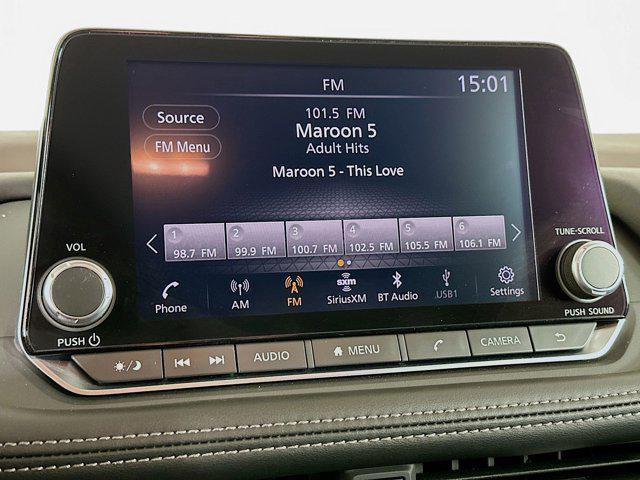 FM
15:01
Source
101.5 FM
Maroon 5
FM Menu
Adult Hits
Maroon 5 - This Love
VOL
TUNE•SCROLL
1 2 3 4 5 6
98.7 FM 99.9 FM 100.7 FM 102.5 FM 105.5 FM 106.1 FM
sxm
Phone AM FM SiriusXM BT Audio USB1 Settings
PUSH
PUSH SOUND
AUDIO MENU CAMERA